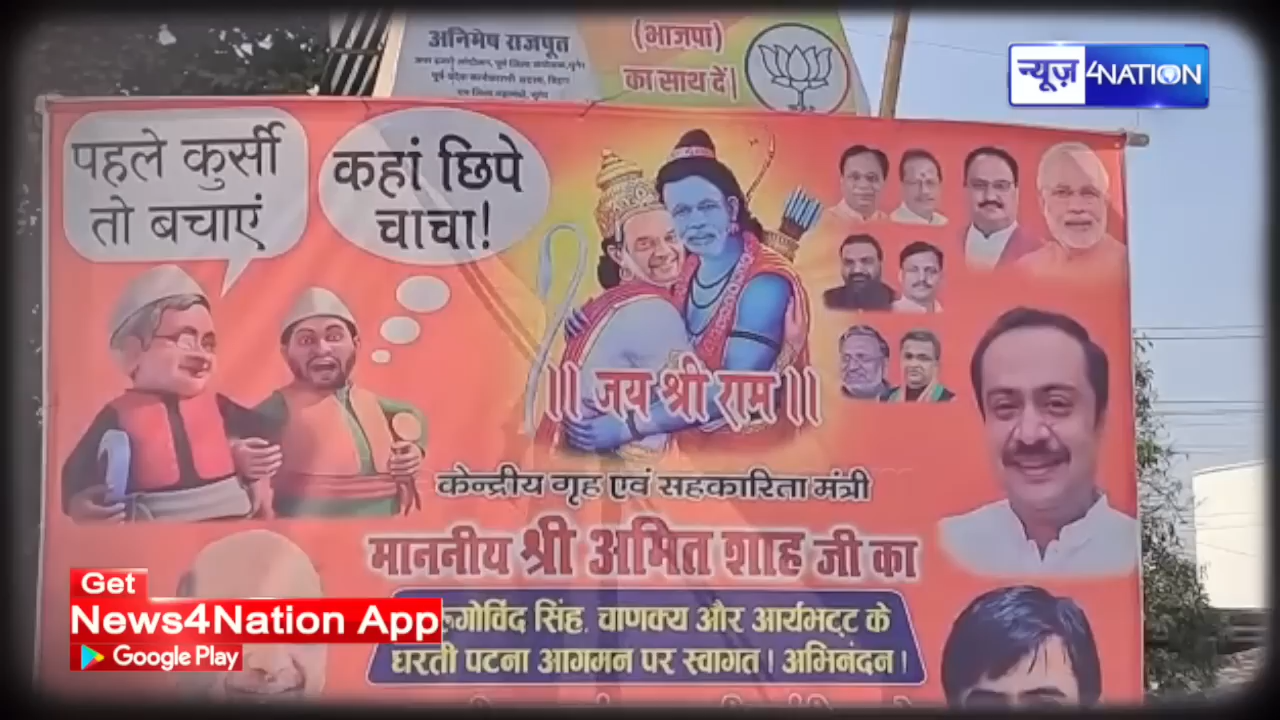 अनिमेष राजपूत
(भाजपा)
का साथ दें|
न्यूज़ 4NATION
पहले कुर्सी
तो बचाएं
कहां छिपे
चाचा!
|| जय श्री राम ||
केन्द्रीय गृह एवं सहकारिता मंत्री
माननीय श्री अमित शाह जी का
गोविंद सिंह, चाणक्य और आर्यभट्ट के
धरती पटना आगमन पर स्वागत! अभिनंदन!
Get
News4Nation App
Google Play